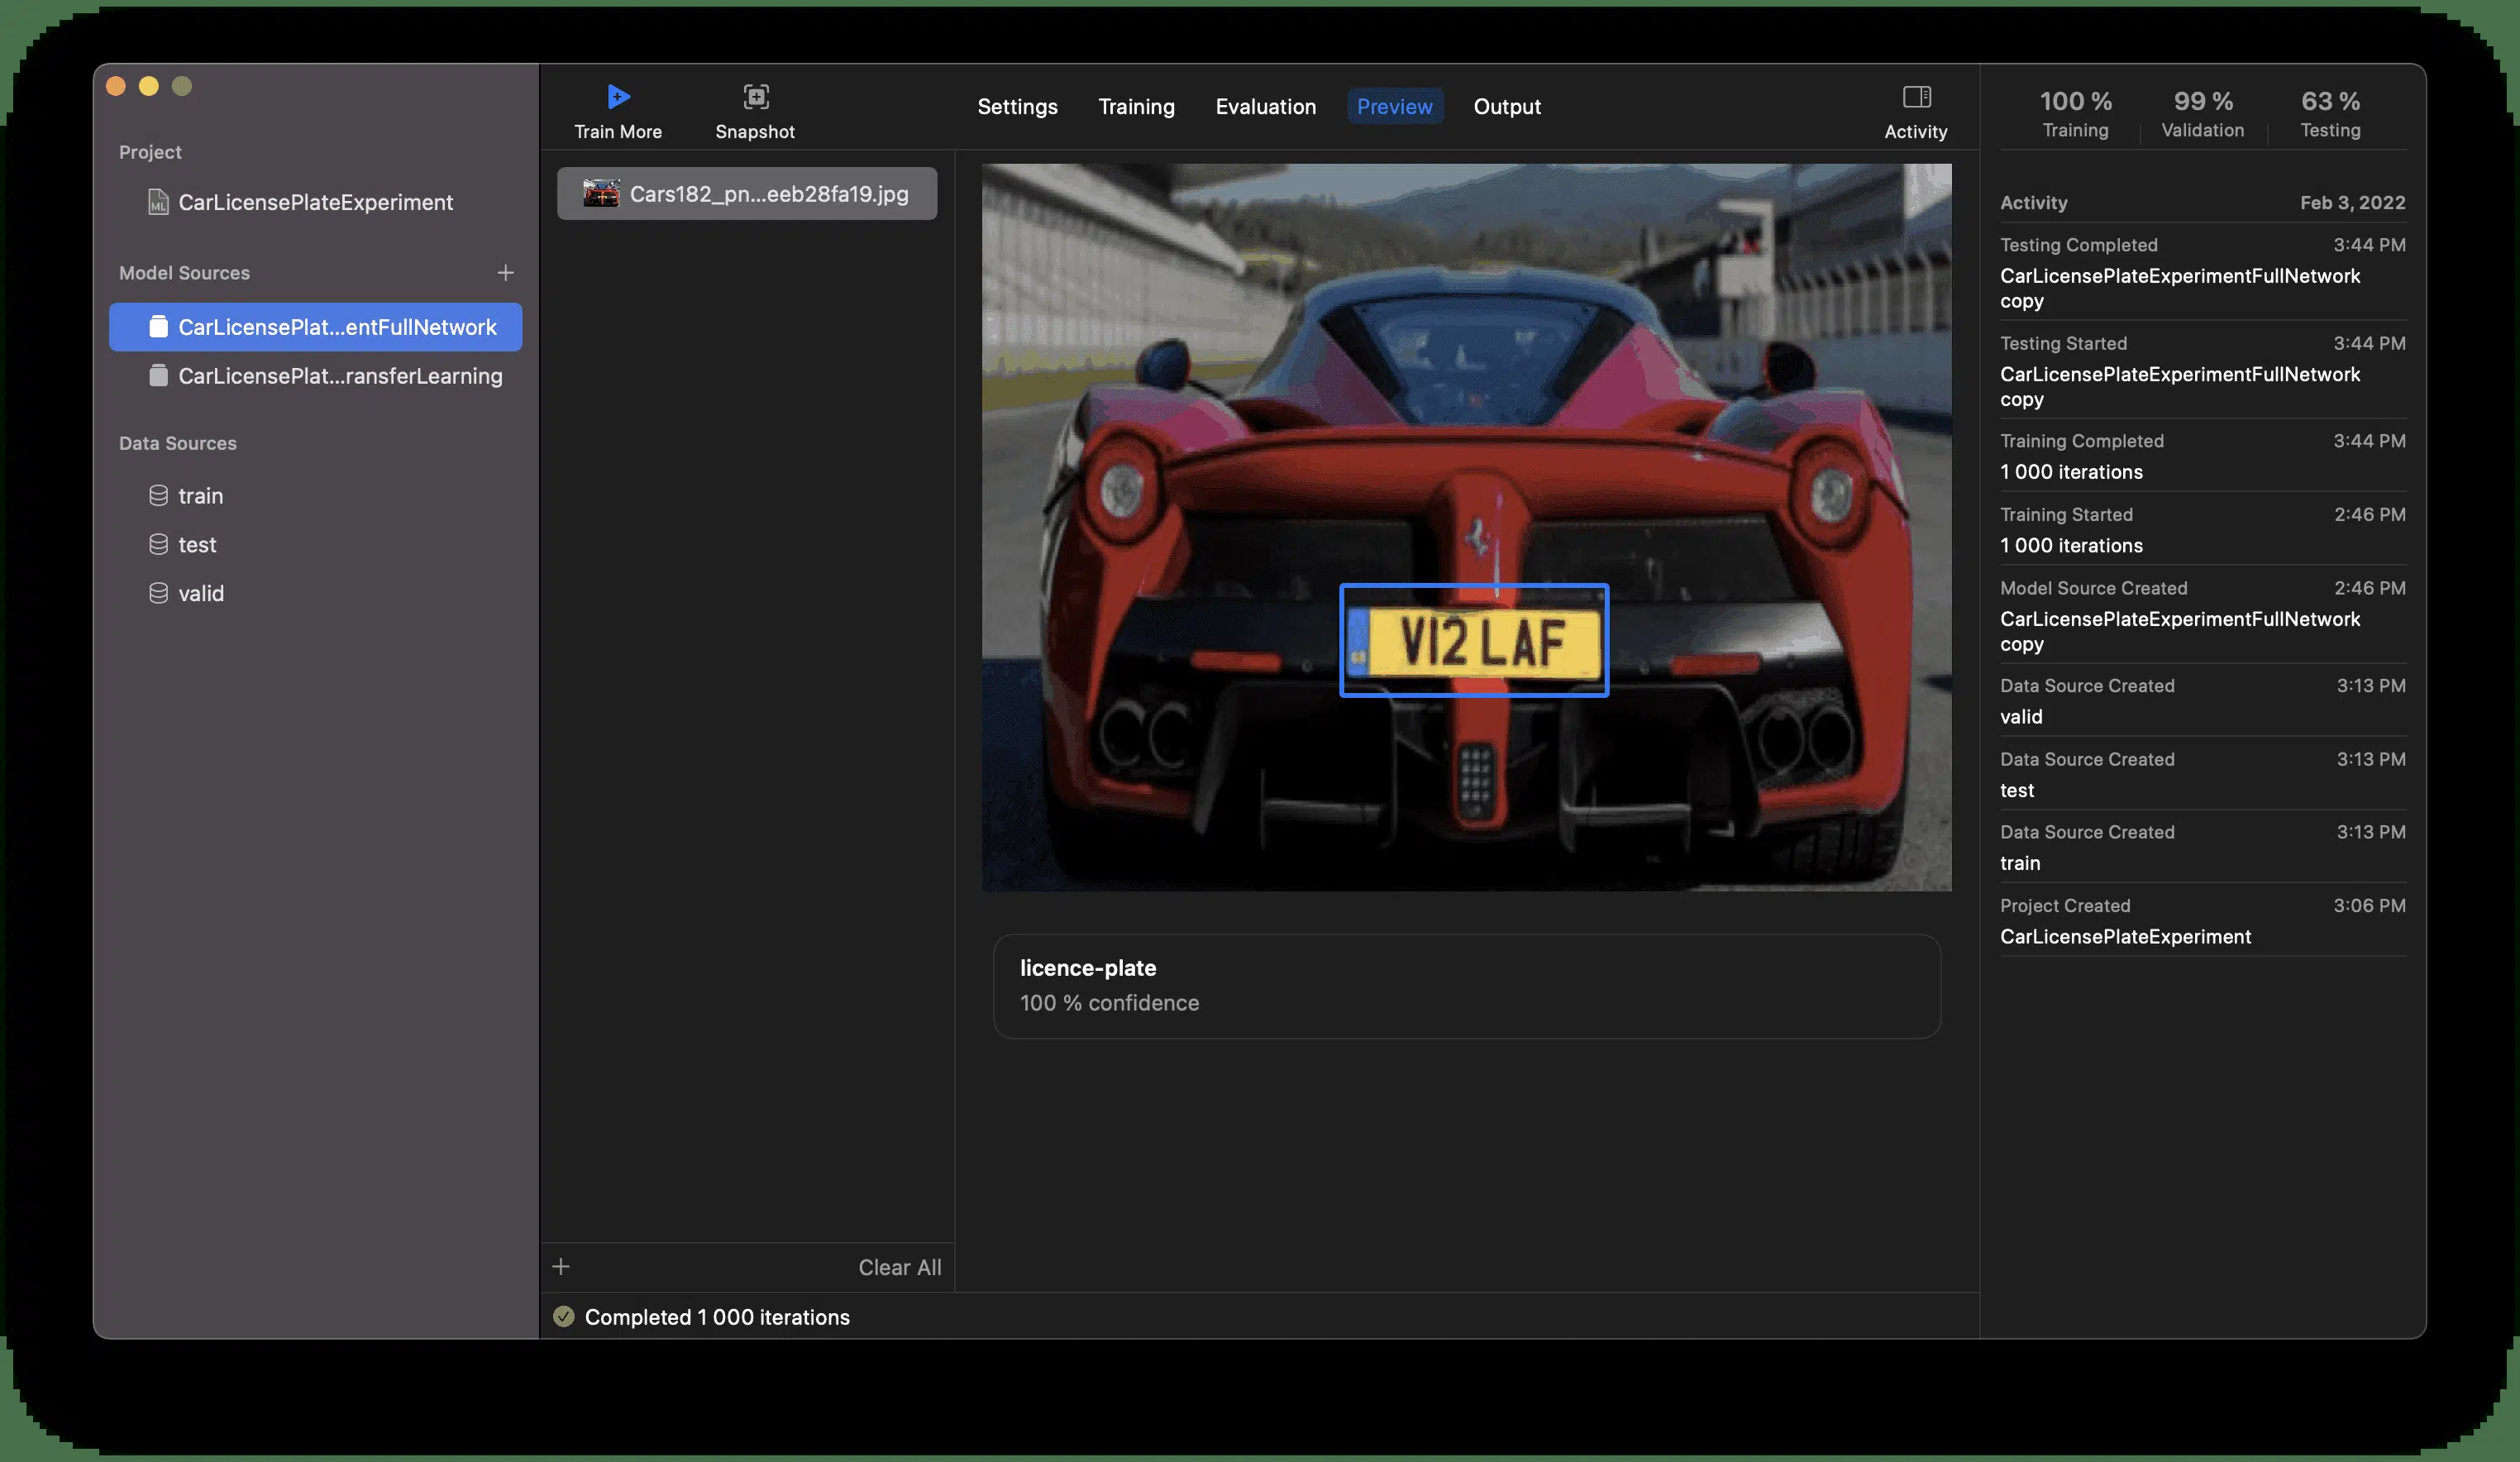 Project
CarLicensePlateExperiment
Model Sources
CarLicensePlat...entFullNetwork
CarLicensePlat...ransferLearning
Data Sources
train
test
valid
Train More
Snapshot
Settings
Training
Evaluation
Preview
Output
Activity
Cars182_pn...eeb28fa19.jpg
V12 LAF
licence-plate
100 % confidence
Clear All
Completed 1 000 iterations
100 %
Training
99 %
Validation
63 %
Testing
Activity Feb 3, 2022
Testing Completed 3:44 PM
CarLicensePlateExperimentFullNetwork
copy
Testing Started 3:44 PM
CarLicensePlateExperimentFullNetwork
copy
Training Completed 3:44 PM
1 000 iterations
Training Started 2:46 PM
1 000 iterations
Model Source Created 2:46 PM
CarLicensePlateExperimentFullNetwork
copy
Data Source Created 3:13 PM
valid
Data Source Created 3:13 PM
test
Data Source Created 3:13 PM
train
Project Created 3:06 PM
CarLicensePlateExperiment